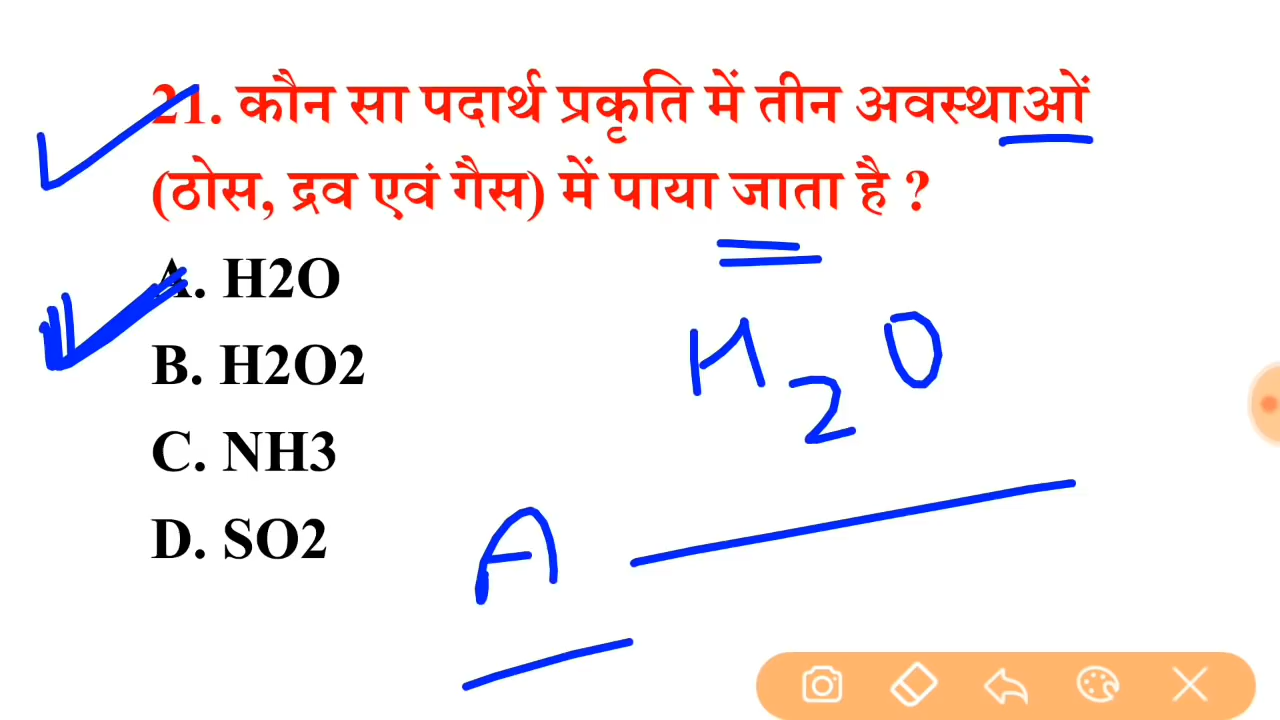 21. कौन सा पदार्थ प्रकृति में तीन अवस्थाओं
(ठोस, द्रव एवं गैस) में पाया जाता है ?
A. H2O
B. H2O2
C. NH3
D. SO2
H2O
A